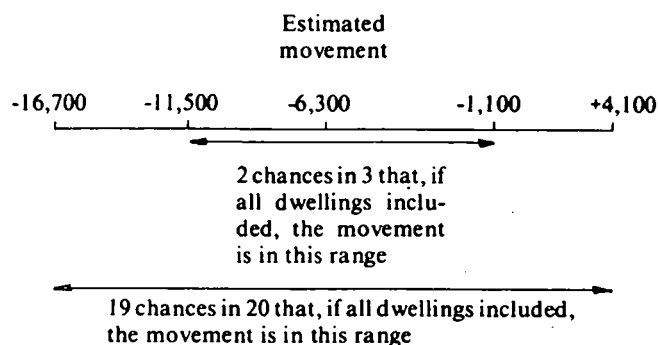 Estimated
movement
-16,700 -11,500 -6,300 -1,100 +4,100
2 chances in 3 that, if
all dwellings inclu-
ded, the movement
is in this range
19 chances in 20 that, if all dwellings included,
the movement is in this range